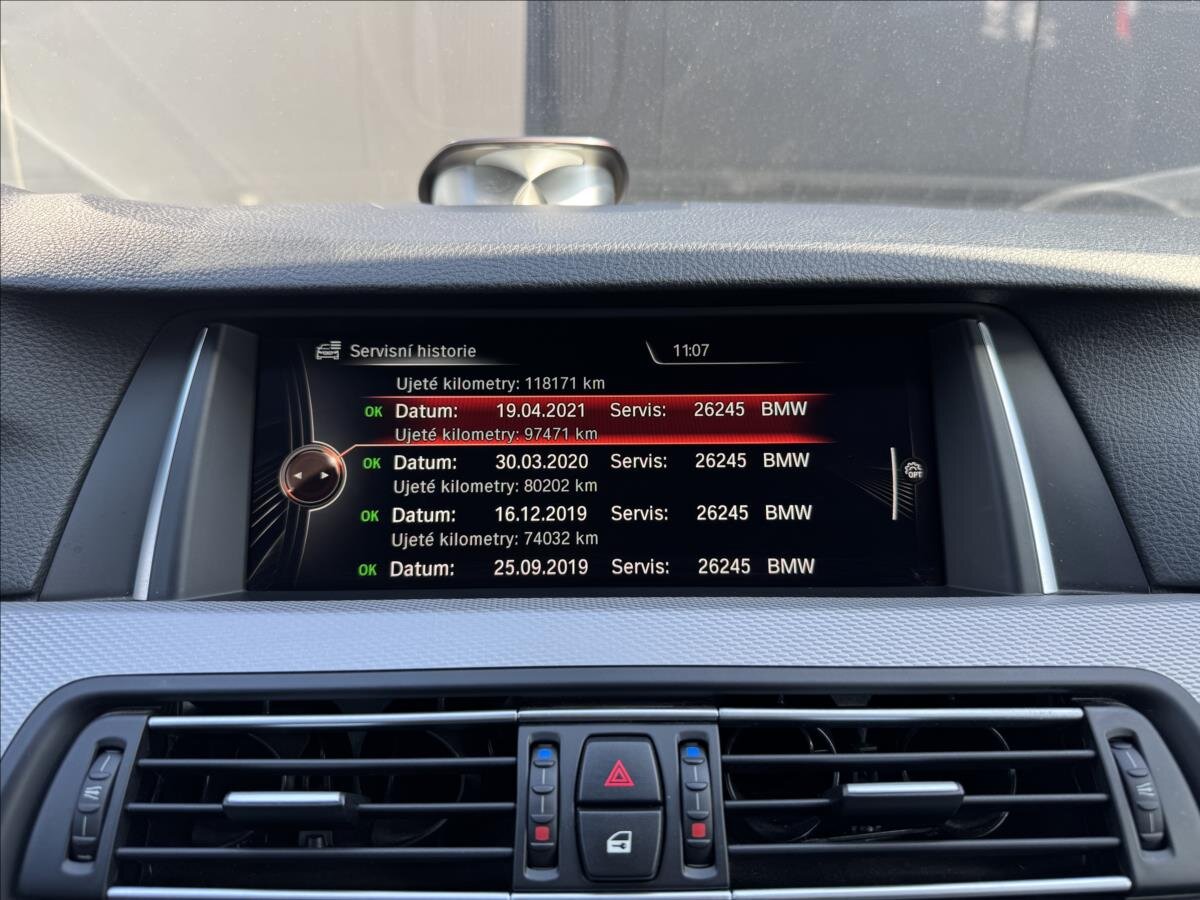 Servisní historie 11:07
Ujeté kilometry: 118171 km
OK Datum: 19.04.2021 Servis: 26245 BMW
Ujeté kilometry: 97471 km
OK Datum: 30.03.2020 Servis: 26245 BMW
Ujeté kilometry: 80202 km
OPT
OK Datum: 16.12.2019 Servis: 26245 BMW
Ujeté kilometry: 74032 km
OK Datum: 25.09.2019 Servis: 26245 BMW